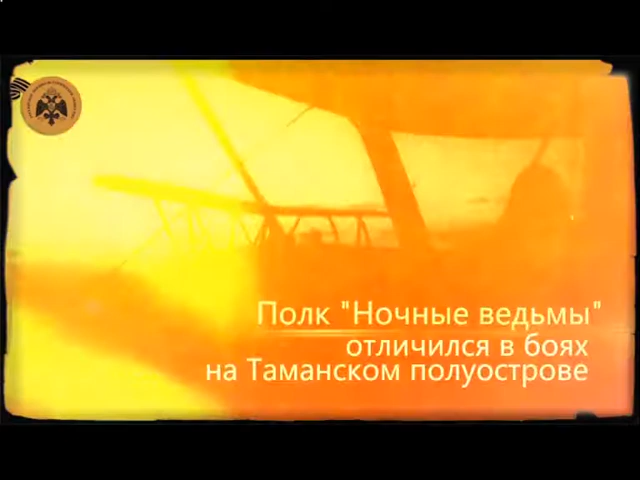 Полк "Ночные ведьмы"
отличился в боях
на Таманском полуострове